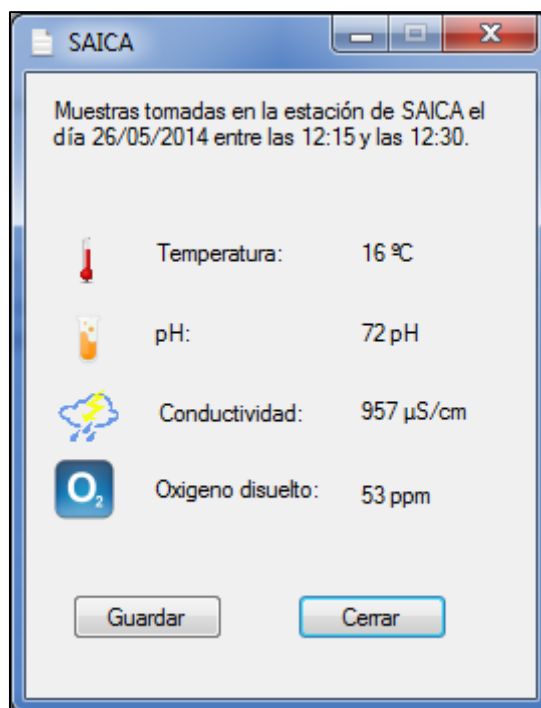 SAICA
Muestras tomadas en la estación de SAICA el
día 26/05/2014 entre las 12:15 y las 12:30.
Temperatura: 16 ºC
pH: 72 pH
Conductividad: 957 µS/cm
O2
Oxigeno disuelto: 53 ppm
Guardar Cerrar